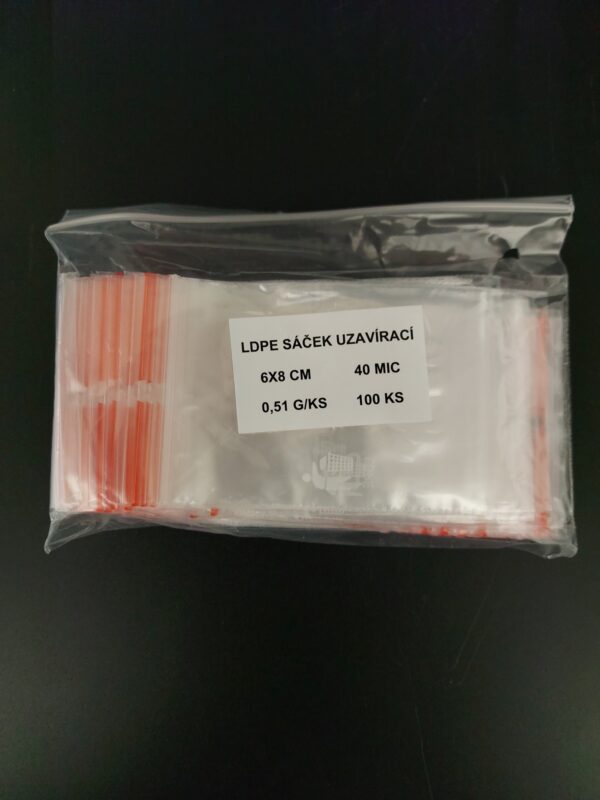 LDPE SÁČEK UZAVÍRACÍ
6X8 CM 40 MIC
0,51 G/KS 100 KS